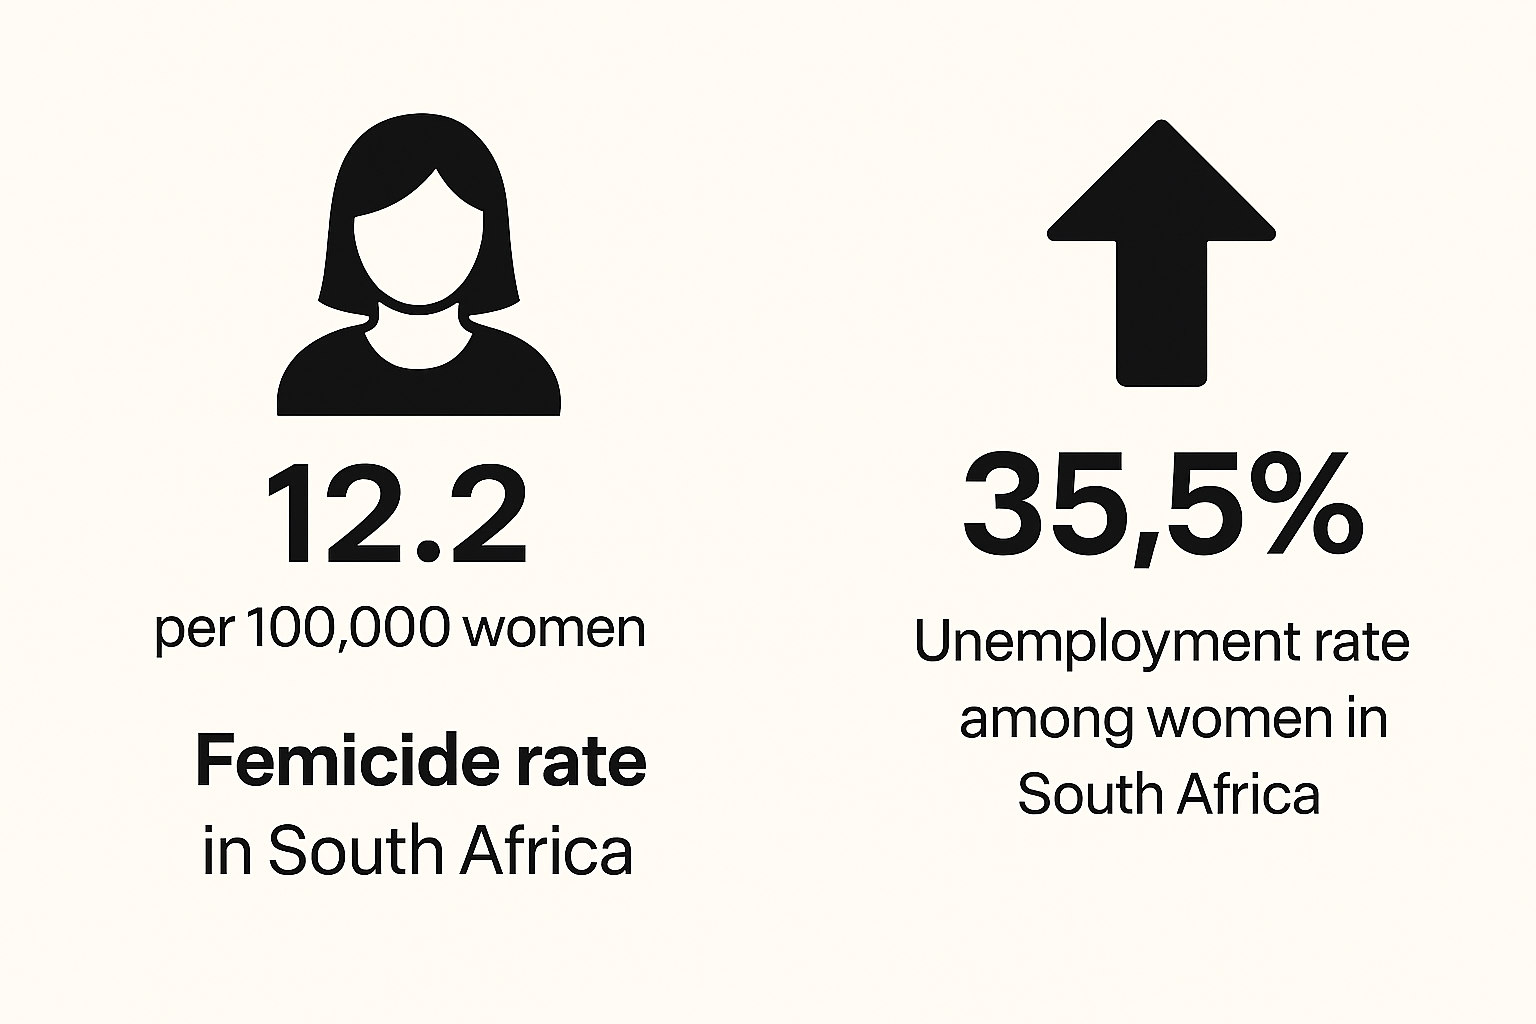 12.2
per 100,000 women
Femicide rate
in South Africa
35,5%
Unemployment rate
among women in
South Africa